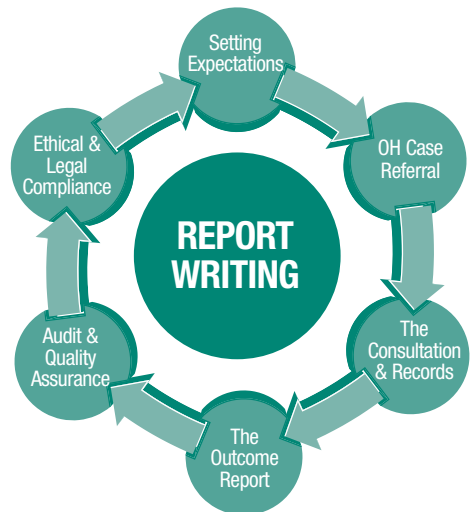 Setting
Expectations
OH Case
Referral
The
Consultation
& Records
The
Outcome
Report
Audit &
Quality
Assurance
Ethical &
Legal
Compliance
REPORT
WRITING